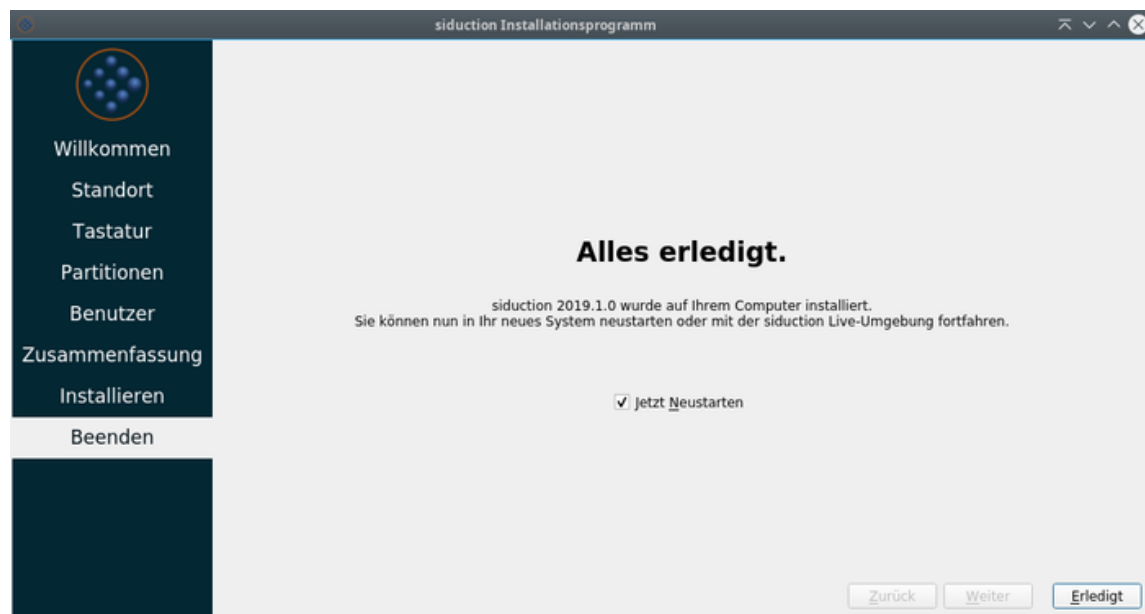 siduction Installationsprogramm
Willkommen
Standort
Tastatur
Partitionen
Benutzer
Zusammenfassung
Installieren
Beenden
Alles erledigt.
siduction 2019.1.0 wurde auf Ihrem Computer installiert.
Sie können nun in Ihr neues System neustarten oder mit der siduction Live-Umgebung fortfahren.
Jetzt Neustarten
Zurück
Weiter
Erledigt